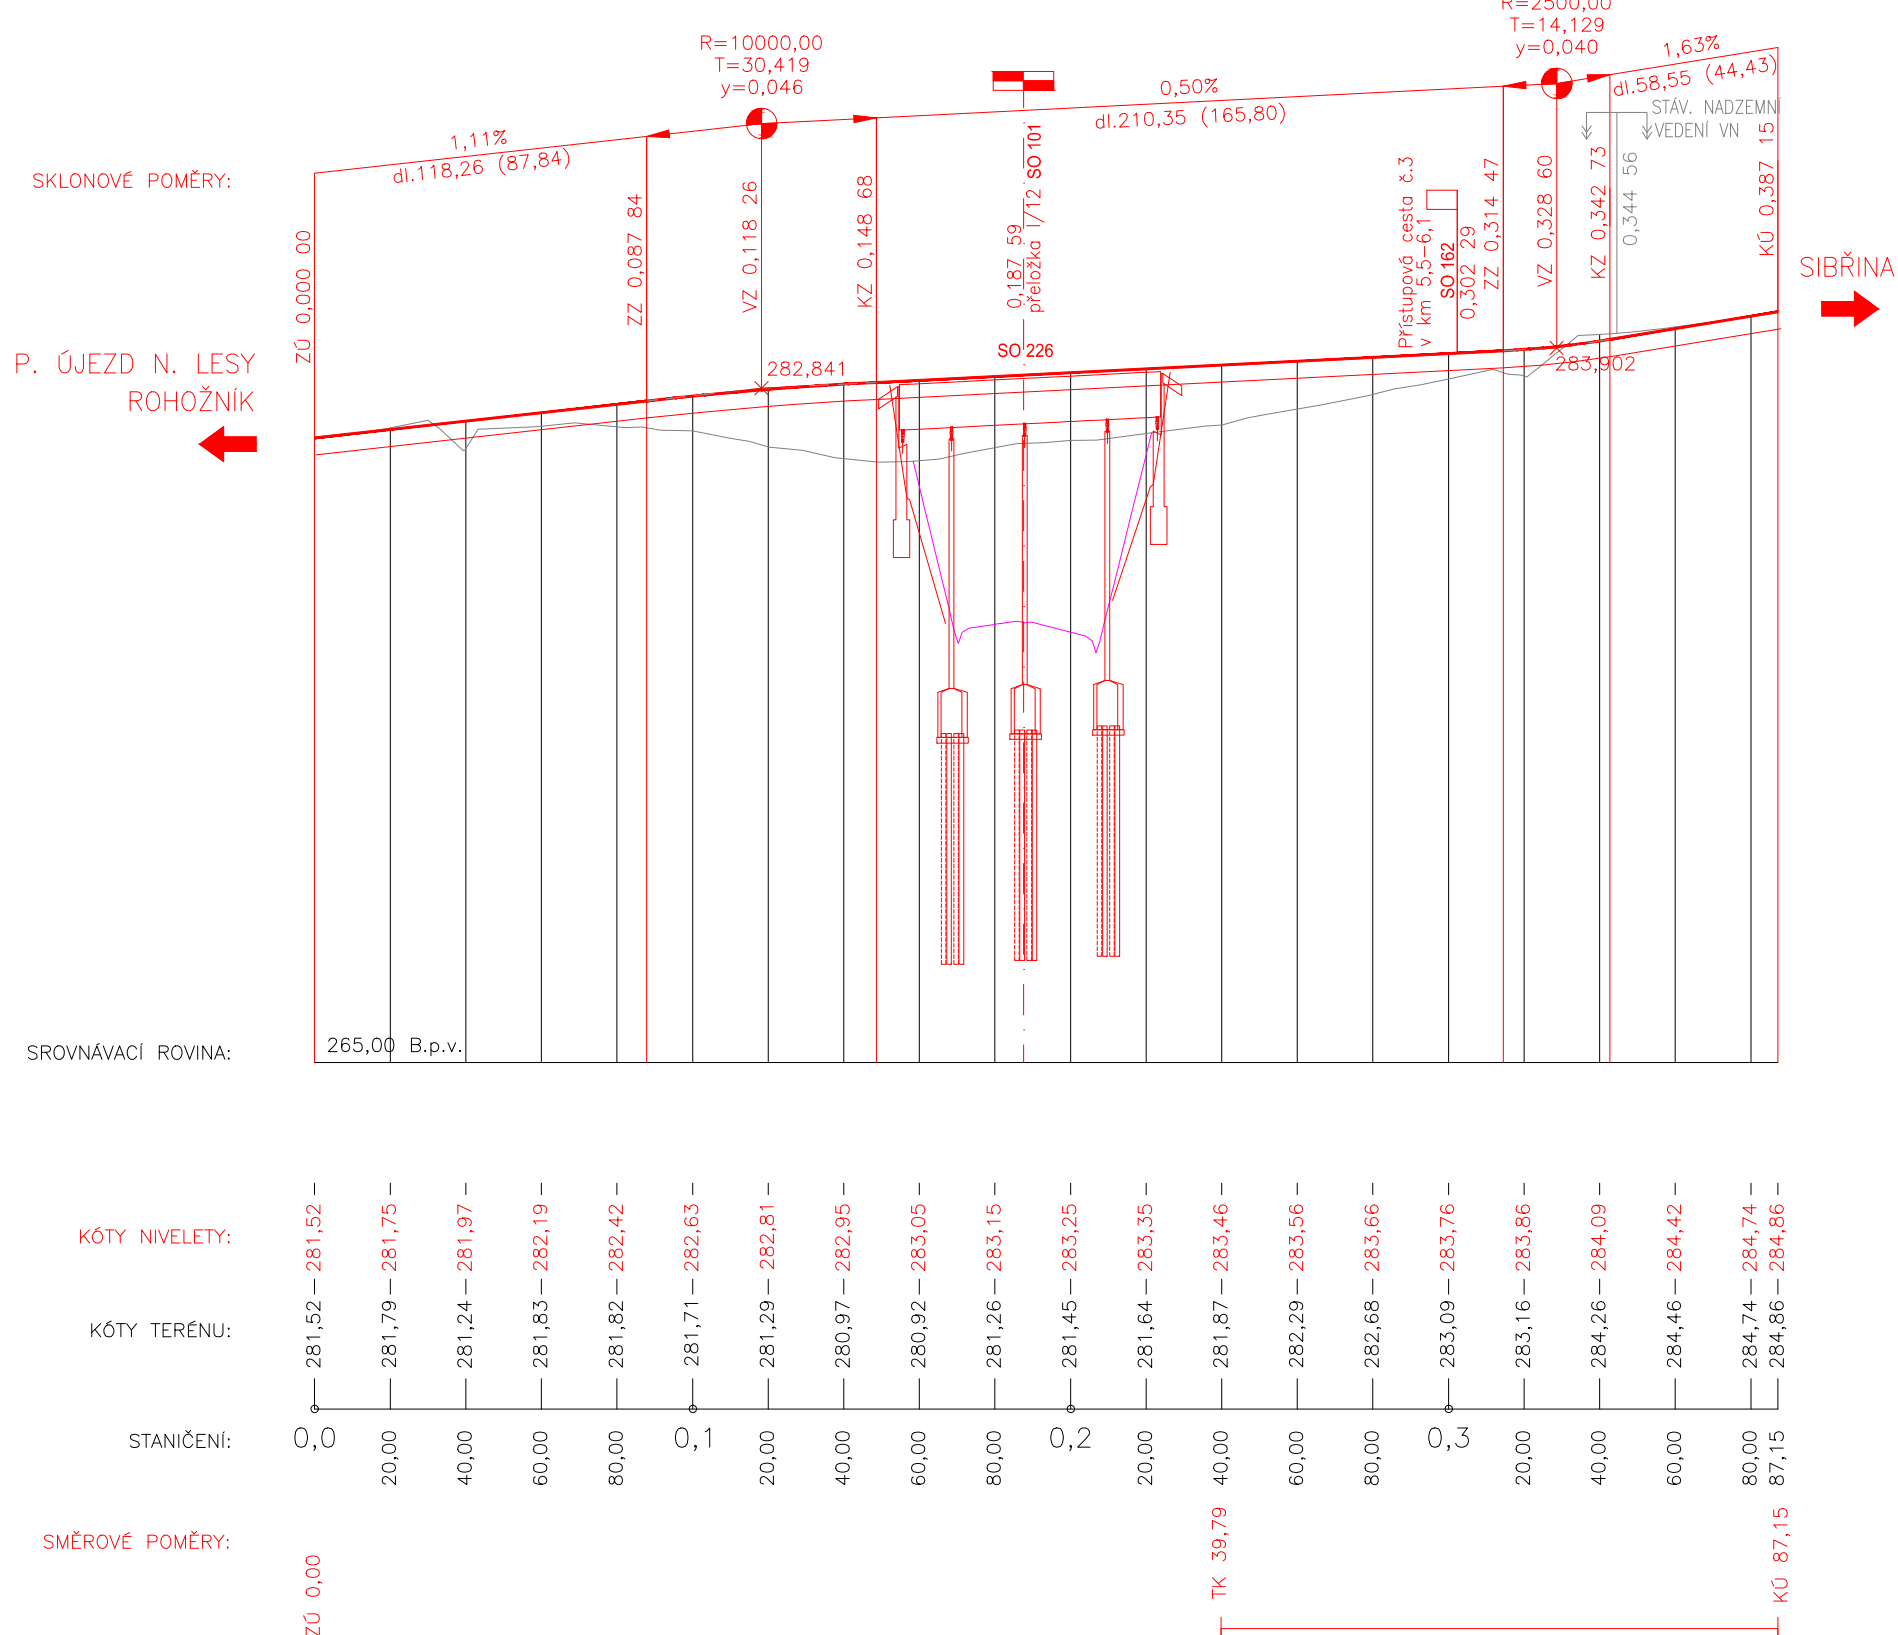 R=2500,00
T=14,129
y=0,040
R=10000,00
T=30,419
y=0,046
1,11%
dl.118,26 (87,84)
0,50%
dl.210,35 (165,80)
1,63%
dl.58,55 (44,43)
STÁV. NADZEMNÍ
VEDENÍ VN
SKLONOVÉ POMĚRY:
ZÚ 0,000 00
ZZ 0,087 84
VZ 0,118 26
KZ 0,148 68
0,187 59
přeložka I/12 SO 101
Přístupová cesta č.3
v km 5,5-6,1
SO 162
0,302 29
ZZ 0,314 47
VZ 0,328 60
KZ 0,342 73
0,344 56
KÚ 0,387 15
SIBŘINA
P. ÚJEZD N. LESY
ROHOŽNÍK
SO 226
282,841
283,902
SROVNÁVACÍ ROVINA:
265,00 B.p.v.
KÓTY NIVELETY:
281,52 281,75 281,97 282,19 282,42 282,63 282,81 282,95 283,05 283,15 283,25 283,35 283,46 283,56 283,66 283,76 283,86 284,09 284,42 284,74 284,86
KÓTY TERÉNU:
281,52 281,79 281,24 281,83 281,82 281,71 281,29 280,97 280,92 281,26 281,45 281,64 281,87 282,29 282,68 283,09 283,16 284,26 284,46 284,74 284,86
STANIČENÍ:
0,0 20,00 40,00 60,00 80,00 0,1 20,00 40,00 60,00 80,00 0,2 20,00 40,00 60,00 80,00 0,3 20,00 40,00 60,00 80,00 87,15
SMĚROVÉ POMĚRY:
ZÚ 0,00
TK 39,79
KÚ 87,15